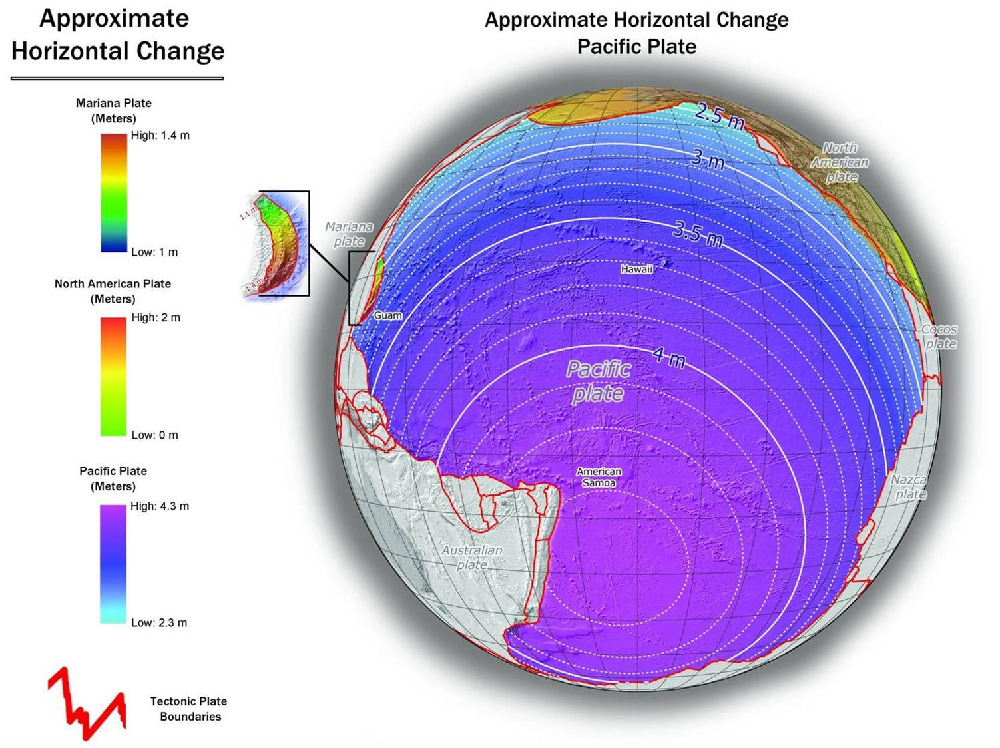 Approximate
Horizontal Change
Mariana Plate
(Meters)
High: 1.4 m
Low: 1 m
North American Plate
(Meters)
High: 2 m
Low: 0 m
Pacific Plate
(Meters)
High: 4.3 m
Low: 2.3 m
Tectonic Plate
Boundaries
Approximate Horizontal Change
Pacific Plate
2.5 m
3 m
North
American
plate
1.1 m
Mariana
plate
3.5 m
Hawaii
1.4 m
Guam
Cocos
plate
4 m
Pacific
plate
American
Samoa
Nazca
plate
Australian
plate